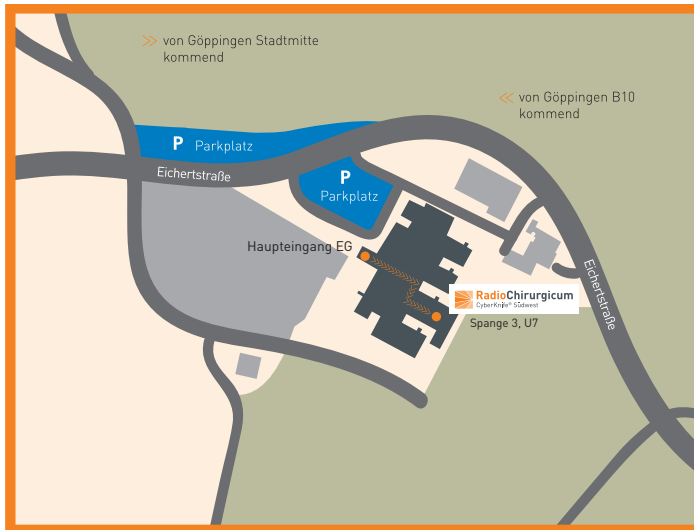 von Göppingen Stadtmitte
kommend
von Göppingen B10
kommend
P Parkplatz
Eichertstraße
P
Parkplatz
Haupteingang EG
Eichertstraße
RadioChirurgicum
CyberKnife® Südwest
Spange 3, U7